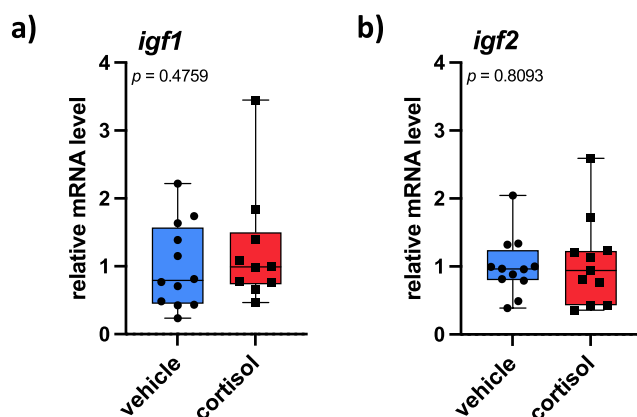 a)
igf1
p = 0.4759
relative mRNA level
4
3
2
1
0
vehicle
cortisol
b)
igf2
p = 0.8093
relative mRNA level
4
3
2
1
0
vehicle
cortisol